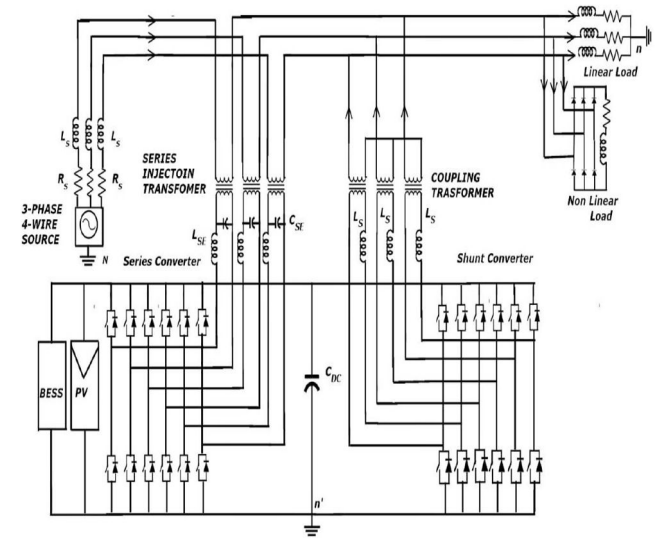 n
Linear Load
L_S
L_S
SERIES
INJECTOIN
TRANSFOMER
COUPLING
TRASFORMER
R_S
R_S
Non Linear
Load
3-PHASE
4-WIRE
SOURCE
L_SE
C_SE
L_S
L_S
L_S
N
Series Converter
Shunt Converter
BESS
PV
C_DC
n'